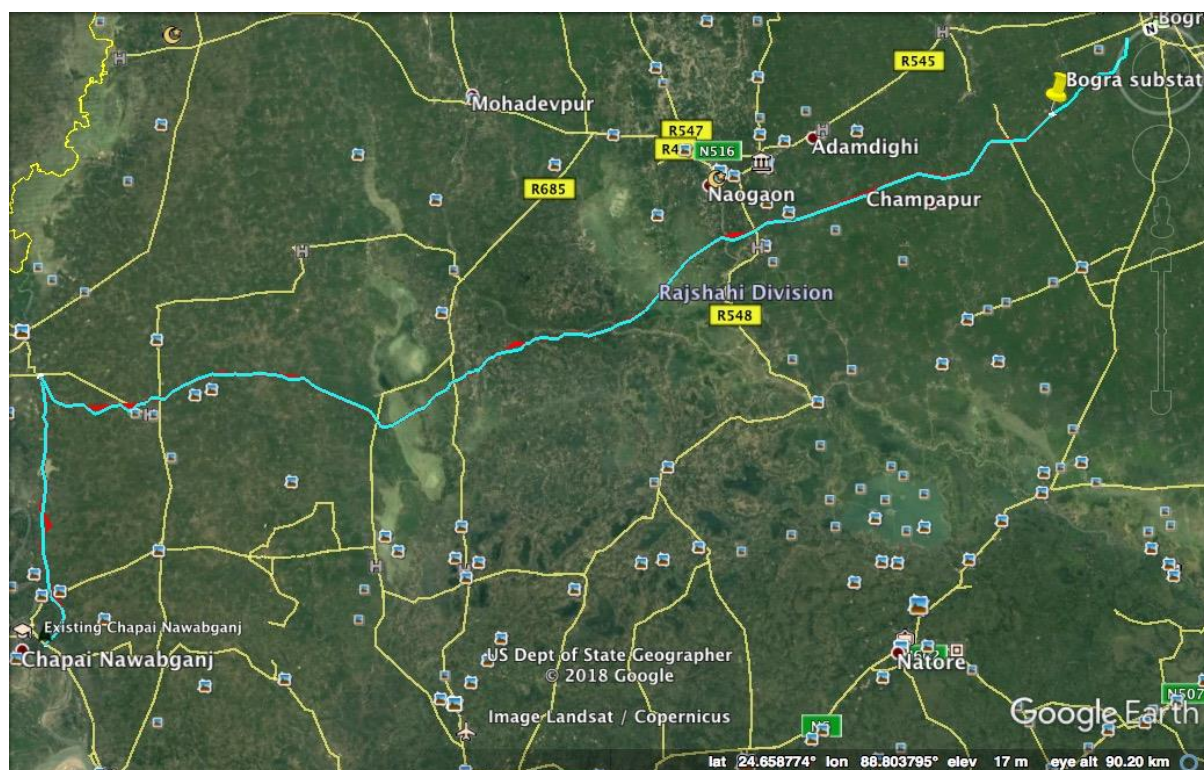 Bogr
R545
Bogra substat
Mohadevpur
R547
N516
Adamdighi
R685
Naogaon
Champapur
Rajshahi Division
R548
Existing Chapai Nawabganj
Chapai Nawabganj
US Dept of State Geographer
© 2018 Google
Natore
N507
Image Landsat / Copernicus
N5
Google Earth
lat 24.658774° lon 88.803795° elev 17 m eye alt 90.20 km